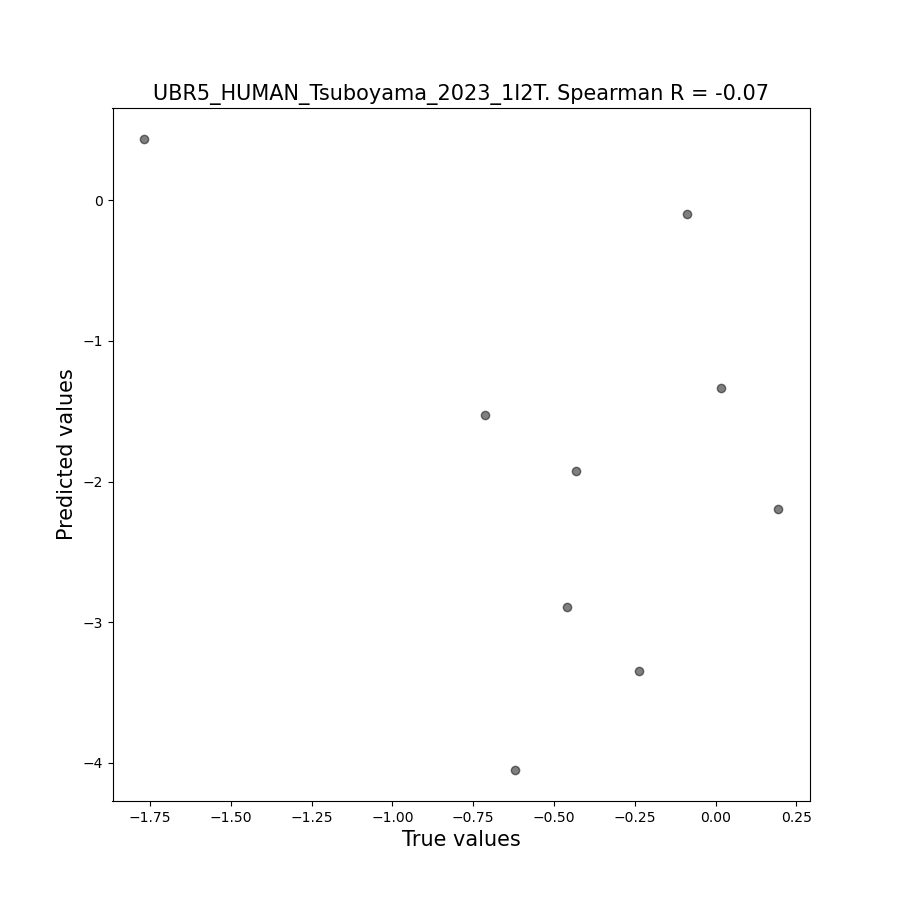 UBR5_HUMAN_Tsuboyama_2023_1I2T. Spearman R = -0.07
0
−1
−2
−3
−4
Predicted values
−1.75 −1.50 −1.25 −1.00 −0.75 −0.50 −0.25 0.00 0.25
True values